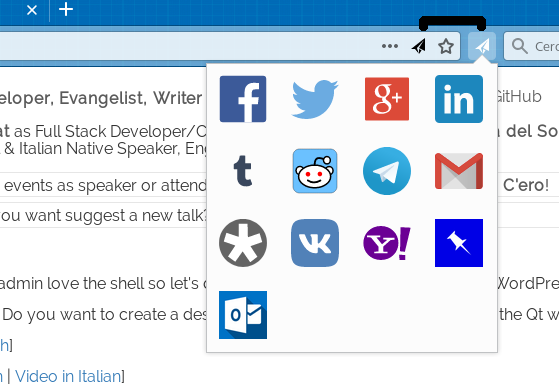 Cerc
eloper, Evangelist, Writer
GitHub
at as Full Stack Developer/C
a del So
& Italian Native Speaker, Eng
events as speaker or attend
C'ero!
ou want suggest a new talk?
admin love the shell so let's d
WordPre
Do you want to create a des
the Qt w
h]
| Video in Italian]